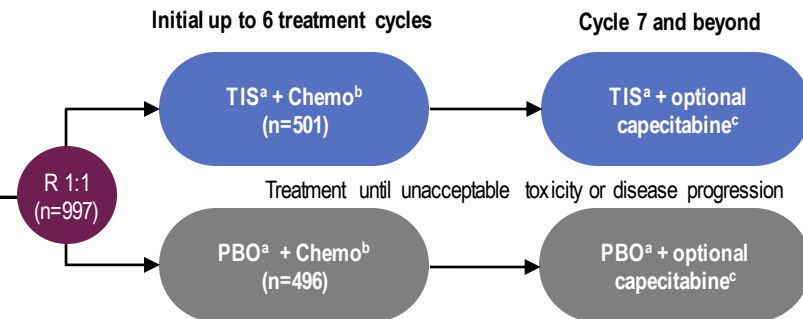 Initial up to 6 treatment cycles
Cycle 7 and beyond
TISᵃ + Chemoᵇ
(n=501)
TISᵃ + optional
capecitabineᶜ
R 1:1
(n=997)
Treatment until unacceptable toxicity or disease progression
PBOᵃ + Chemoᵇ
(n=496)
PBOᵃ + optional
capecitabineᶜ